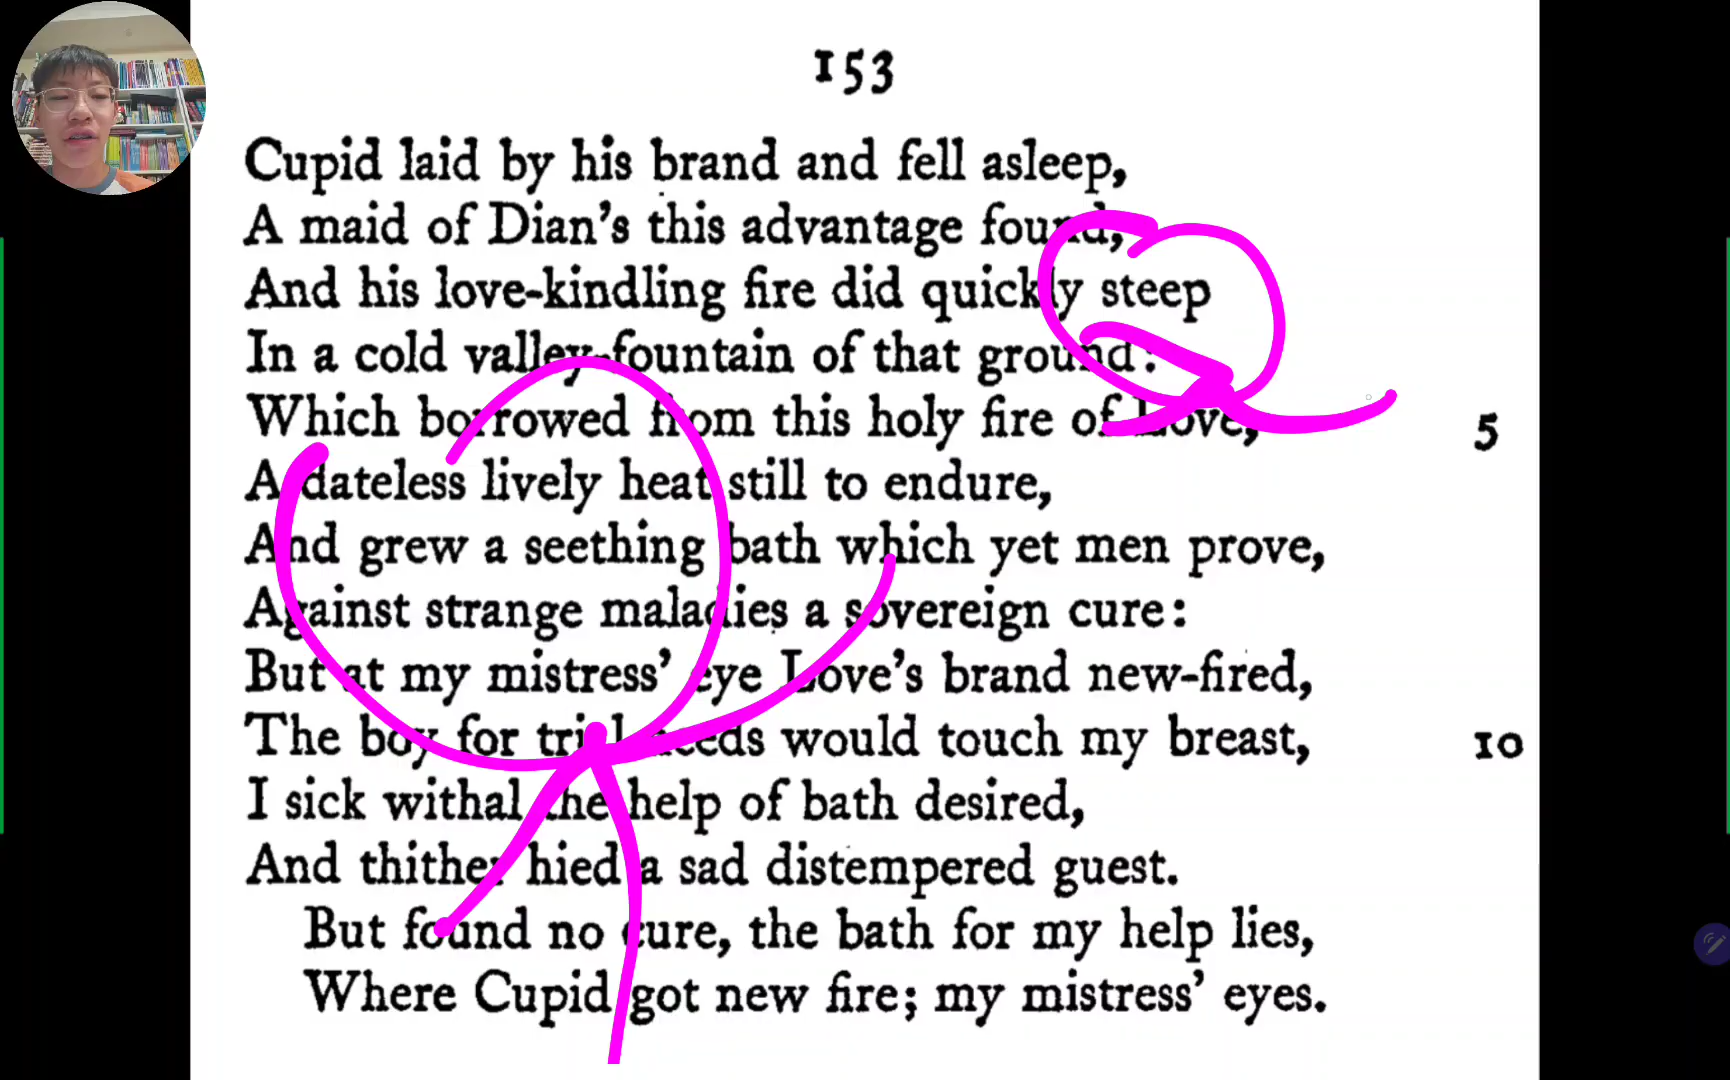 153
Cupid laid by his brand and fell asleep,
A maid of Dian's this advantage found,
And his love-kindling fire did quickly steep
In a cold valley-fountain of that ground:
Which borrowed from this holy fire of Love,
5
A dateless lively heat still to endure,
And grew a seething bath which yet men prove,
Against strange maladies a sovereign cure:
But at my mistress' eye Love's brand new-fired,
The boy for trial needs would touch my breast,
10
I sick withal the help of bath desired,
And thither hied a sad distempered guest.
But found no cure, the bath for my help lies,
Where Cupid got new fire; my mistress' eyes.